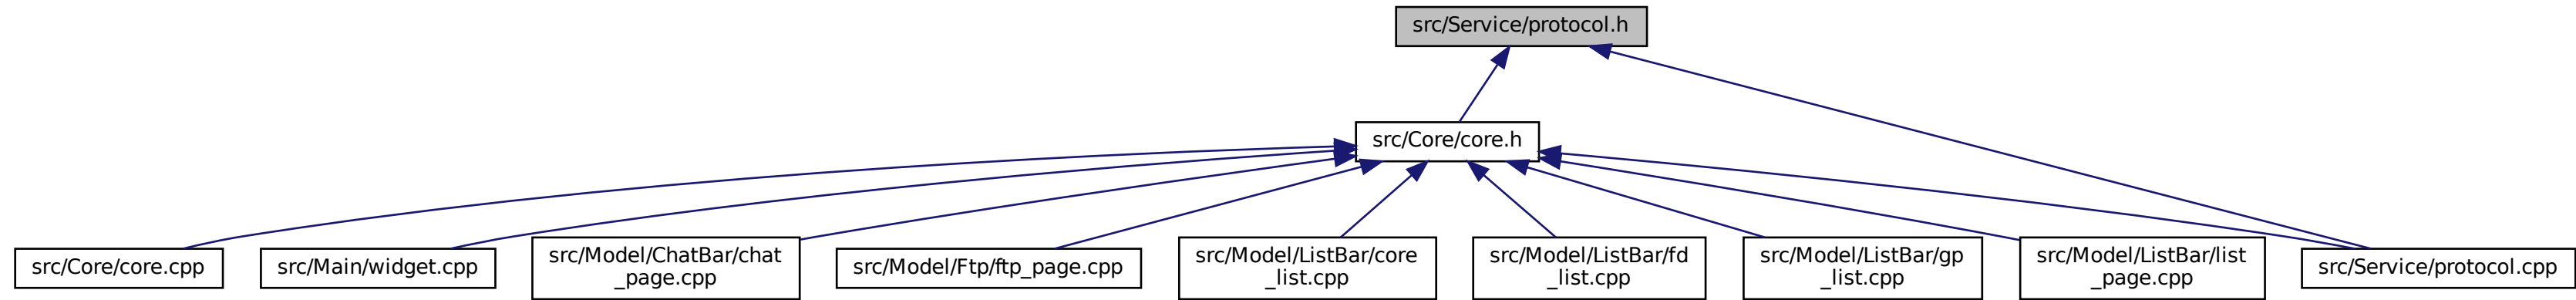 src/Service/protocol.h
src/Core/core.h
src/Core/core.cpp
src/Main/widget.cpp
src/Model/ChatBar/chat
_page.cpp
src/Model/Ftp/ftp_page.cpp
src/Model/ListBar/core
_list.cpp
src/Model/ListBar/fd
_list.cpp
src/Model/ListBar/gp
_list.cpp
src/Model/ListBar/list
_page.cpp
src/Service/protocol.cpp